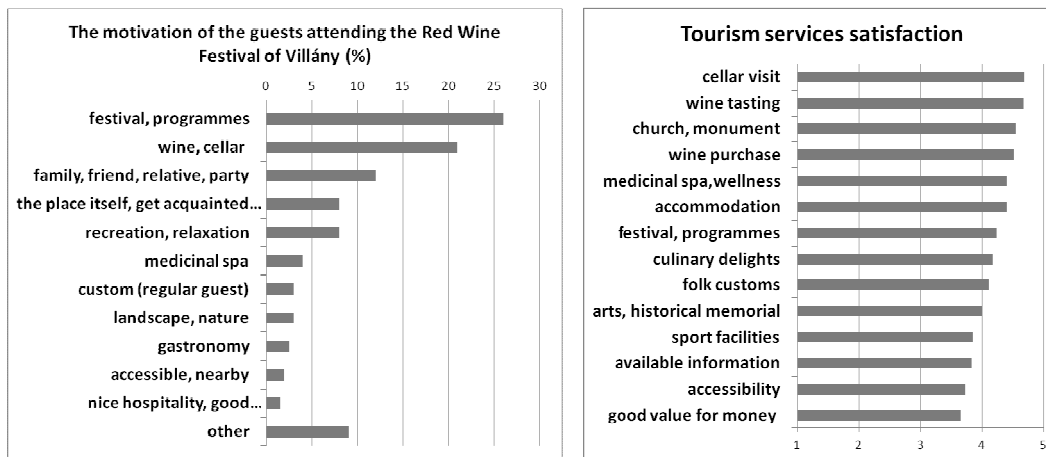 The motivation of the guests attending the Red Wine
Festival of Villány (%)
0 5 10 15 20 25 30
festival, programmes
wine, cellar
family, friend, relative, party
the place itself, get acquainted...
recreation, relaxation
medicinal spa
custom (regular guest)
landscape, nature
gastronomy
accessible, nearby
nice hospitality, good...
other
Tourism services satisfaction
cellar visit
wine tasting
church, monument
wine purchase
medicinal spa,wellness
accommodation
festival, programmes
culinary delights
folk customs
arts, historical memorial
sport facilities
available information
accessibility
good value for money
1 2 3 4 5